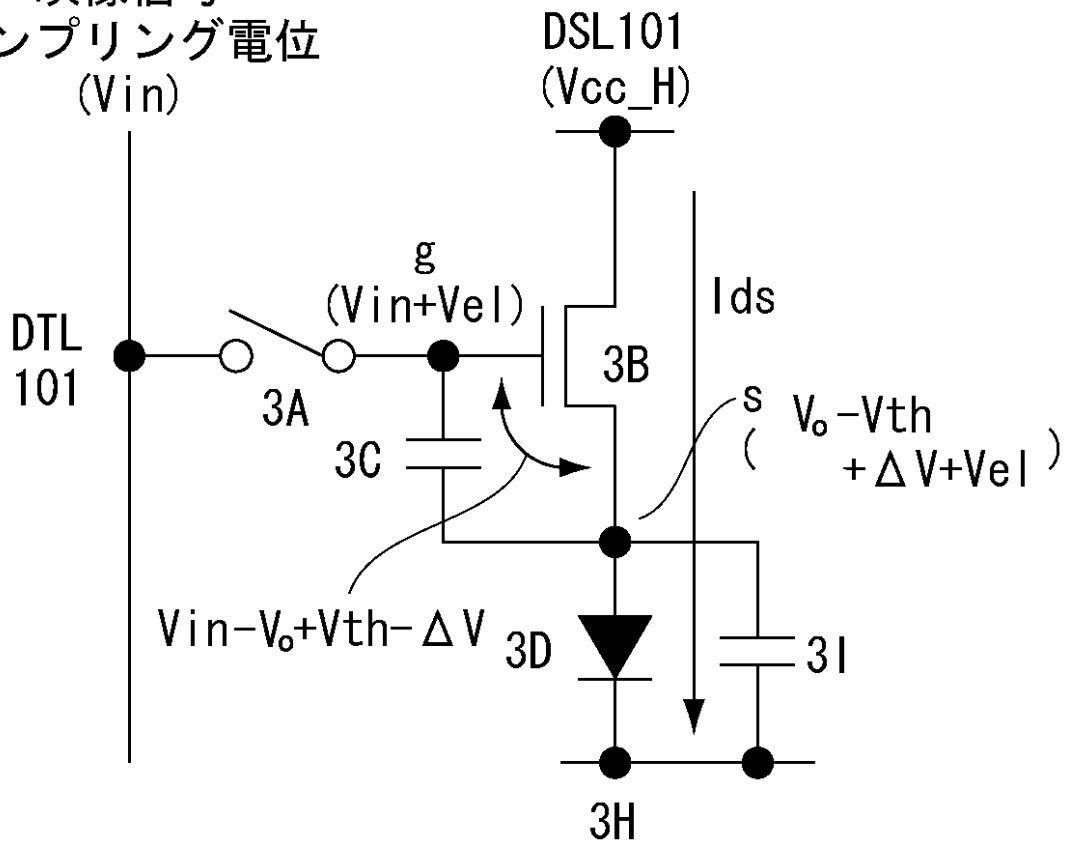 ンプリング電位
(Vin)
DSL101
(Vcc_H)
g
(Vin+Vel)
Ids
DTL
101
3A
3B
3C
s
( Vo-Vth
+ΔV+Vel )
Vin-Vo+Vth-ΔV
3D
3I
3H